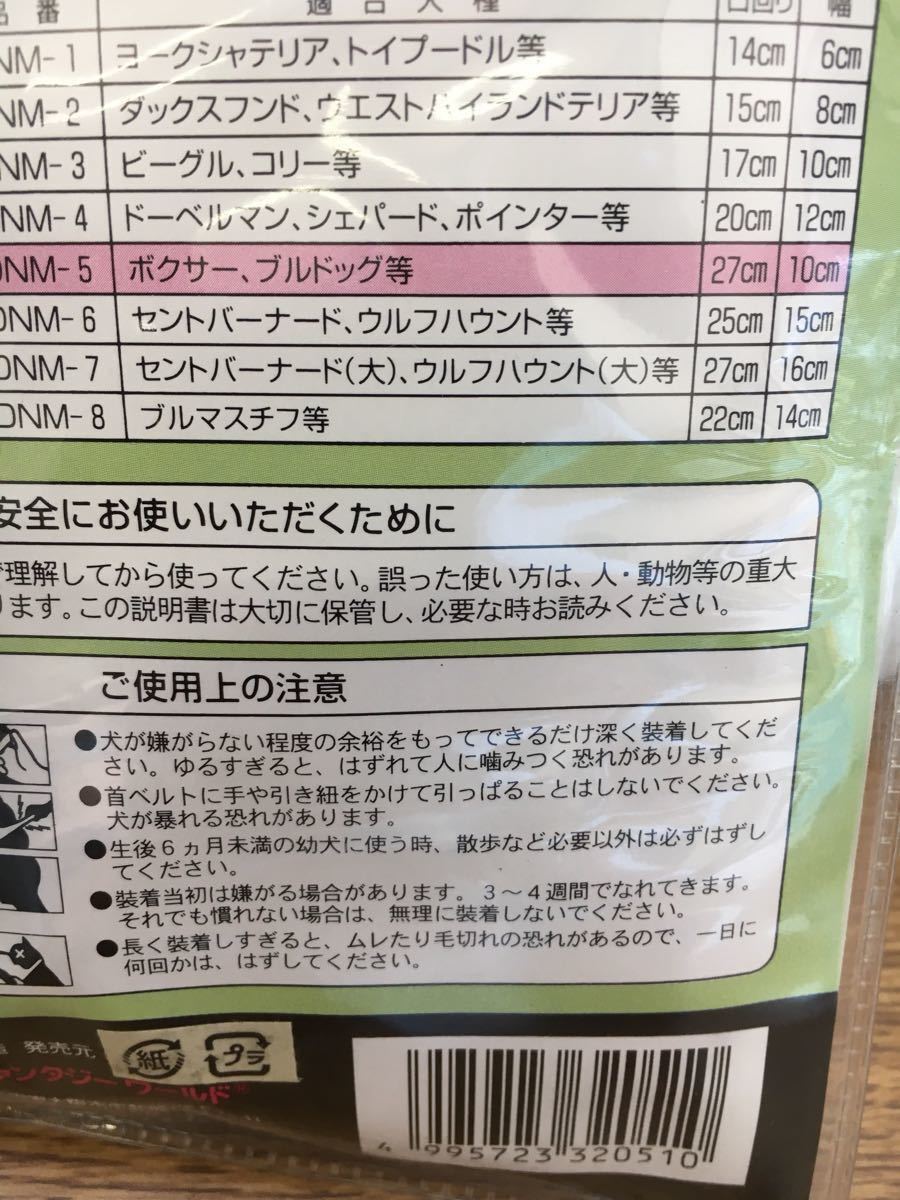 品番 適合犬種 口回り 幅
NM-1 ヨークシャテリア、トイプードル等 14cm 6cm
NM-2 ダックスフンド、ウエストハイランドテリア等 15cm 8cm
NM-3 ビーグル、コリー等 17cm 10cm
NM-4 ドーベルマン、シェパード、ポインター等 20cm 12cm
DNM-5 ボクサー、ブルドッグ等 27cm 10cm
DNM-6 セントバーナード、ウルフハウント等 25cm 15cm
DNM-7 セントバーナード(大)、ウルフハウント(大)等 27cm 16cm
DNM-8 ブルマスチフ等 22cm 14cm
安全にお使いいただくために
理解してから使ってください。誤った使い方は、人・動物等の重大
ります。この説明書は大切に保管し、必要な時お読みください。
ご使用上の注意
●犬が嫌がらない程度の余裕をもってできるだけ深く装着してくだ
さい。ゆるすぎると、はずれて人に噛みつく恐れがあります。
●首ベルトに手や引き紐をかけて引っぱることはしないでください。
犬が暴れる恐れがあります。
●生後6ヵ月未満の幼犬に使う時、散歩など必要以外は必ずはずし
てください。
●装着当初は嫌がる場合があります。3〜4週間でなれてきます。
それでも慣れない場合は、無理に装着しないでください。
●長く装着しすぎると、ムレたり毛切れの恐れがあるので、一日に
何回かは、はずしてください。
発売元
紙 プラ
ァンタジーワールド®
4 995723 320510